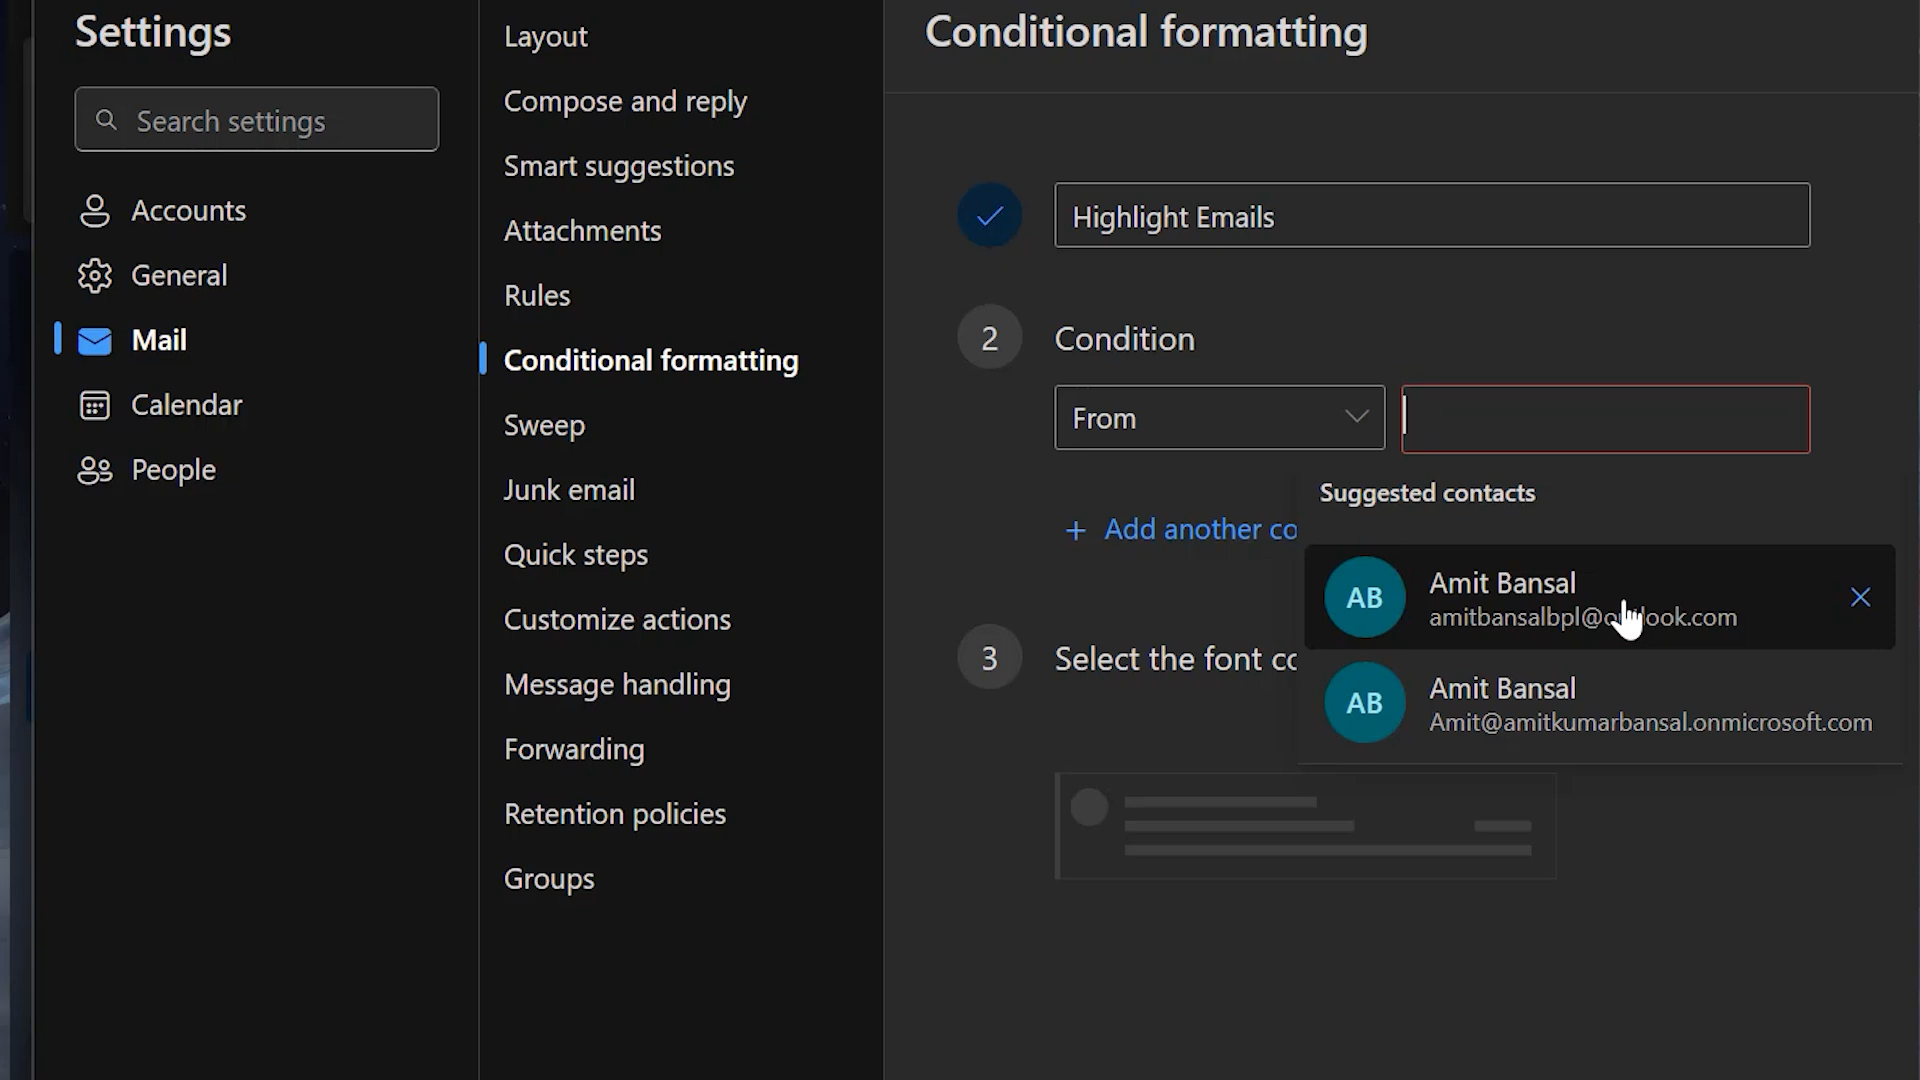 Settings
Search settings
Accounts
General
Mail
Calendar
People
Layout
Compose and reply
Smart suggestions
Attachments
Rules
Conditional formatting
Sweep
Junk email
Quick steps
Customize actions
Message handling
Forwarding
Retention policies
Groups
Conditional formatting
Highlight Emails
2
Condition
From
+ Add another co
Suggested contacts
AB
Amit Bansal
amitbansalbpl@outlook.com
AB
Amit Bansal
Amit@amitkumarbansal.onmicrosoft.com
3
Select the font co